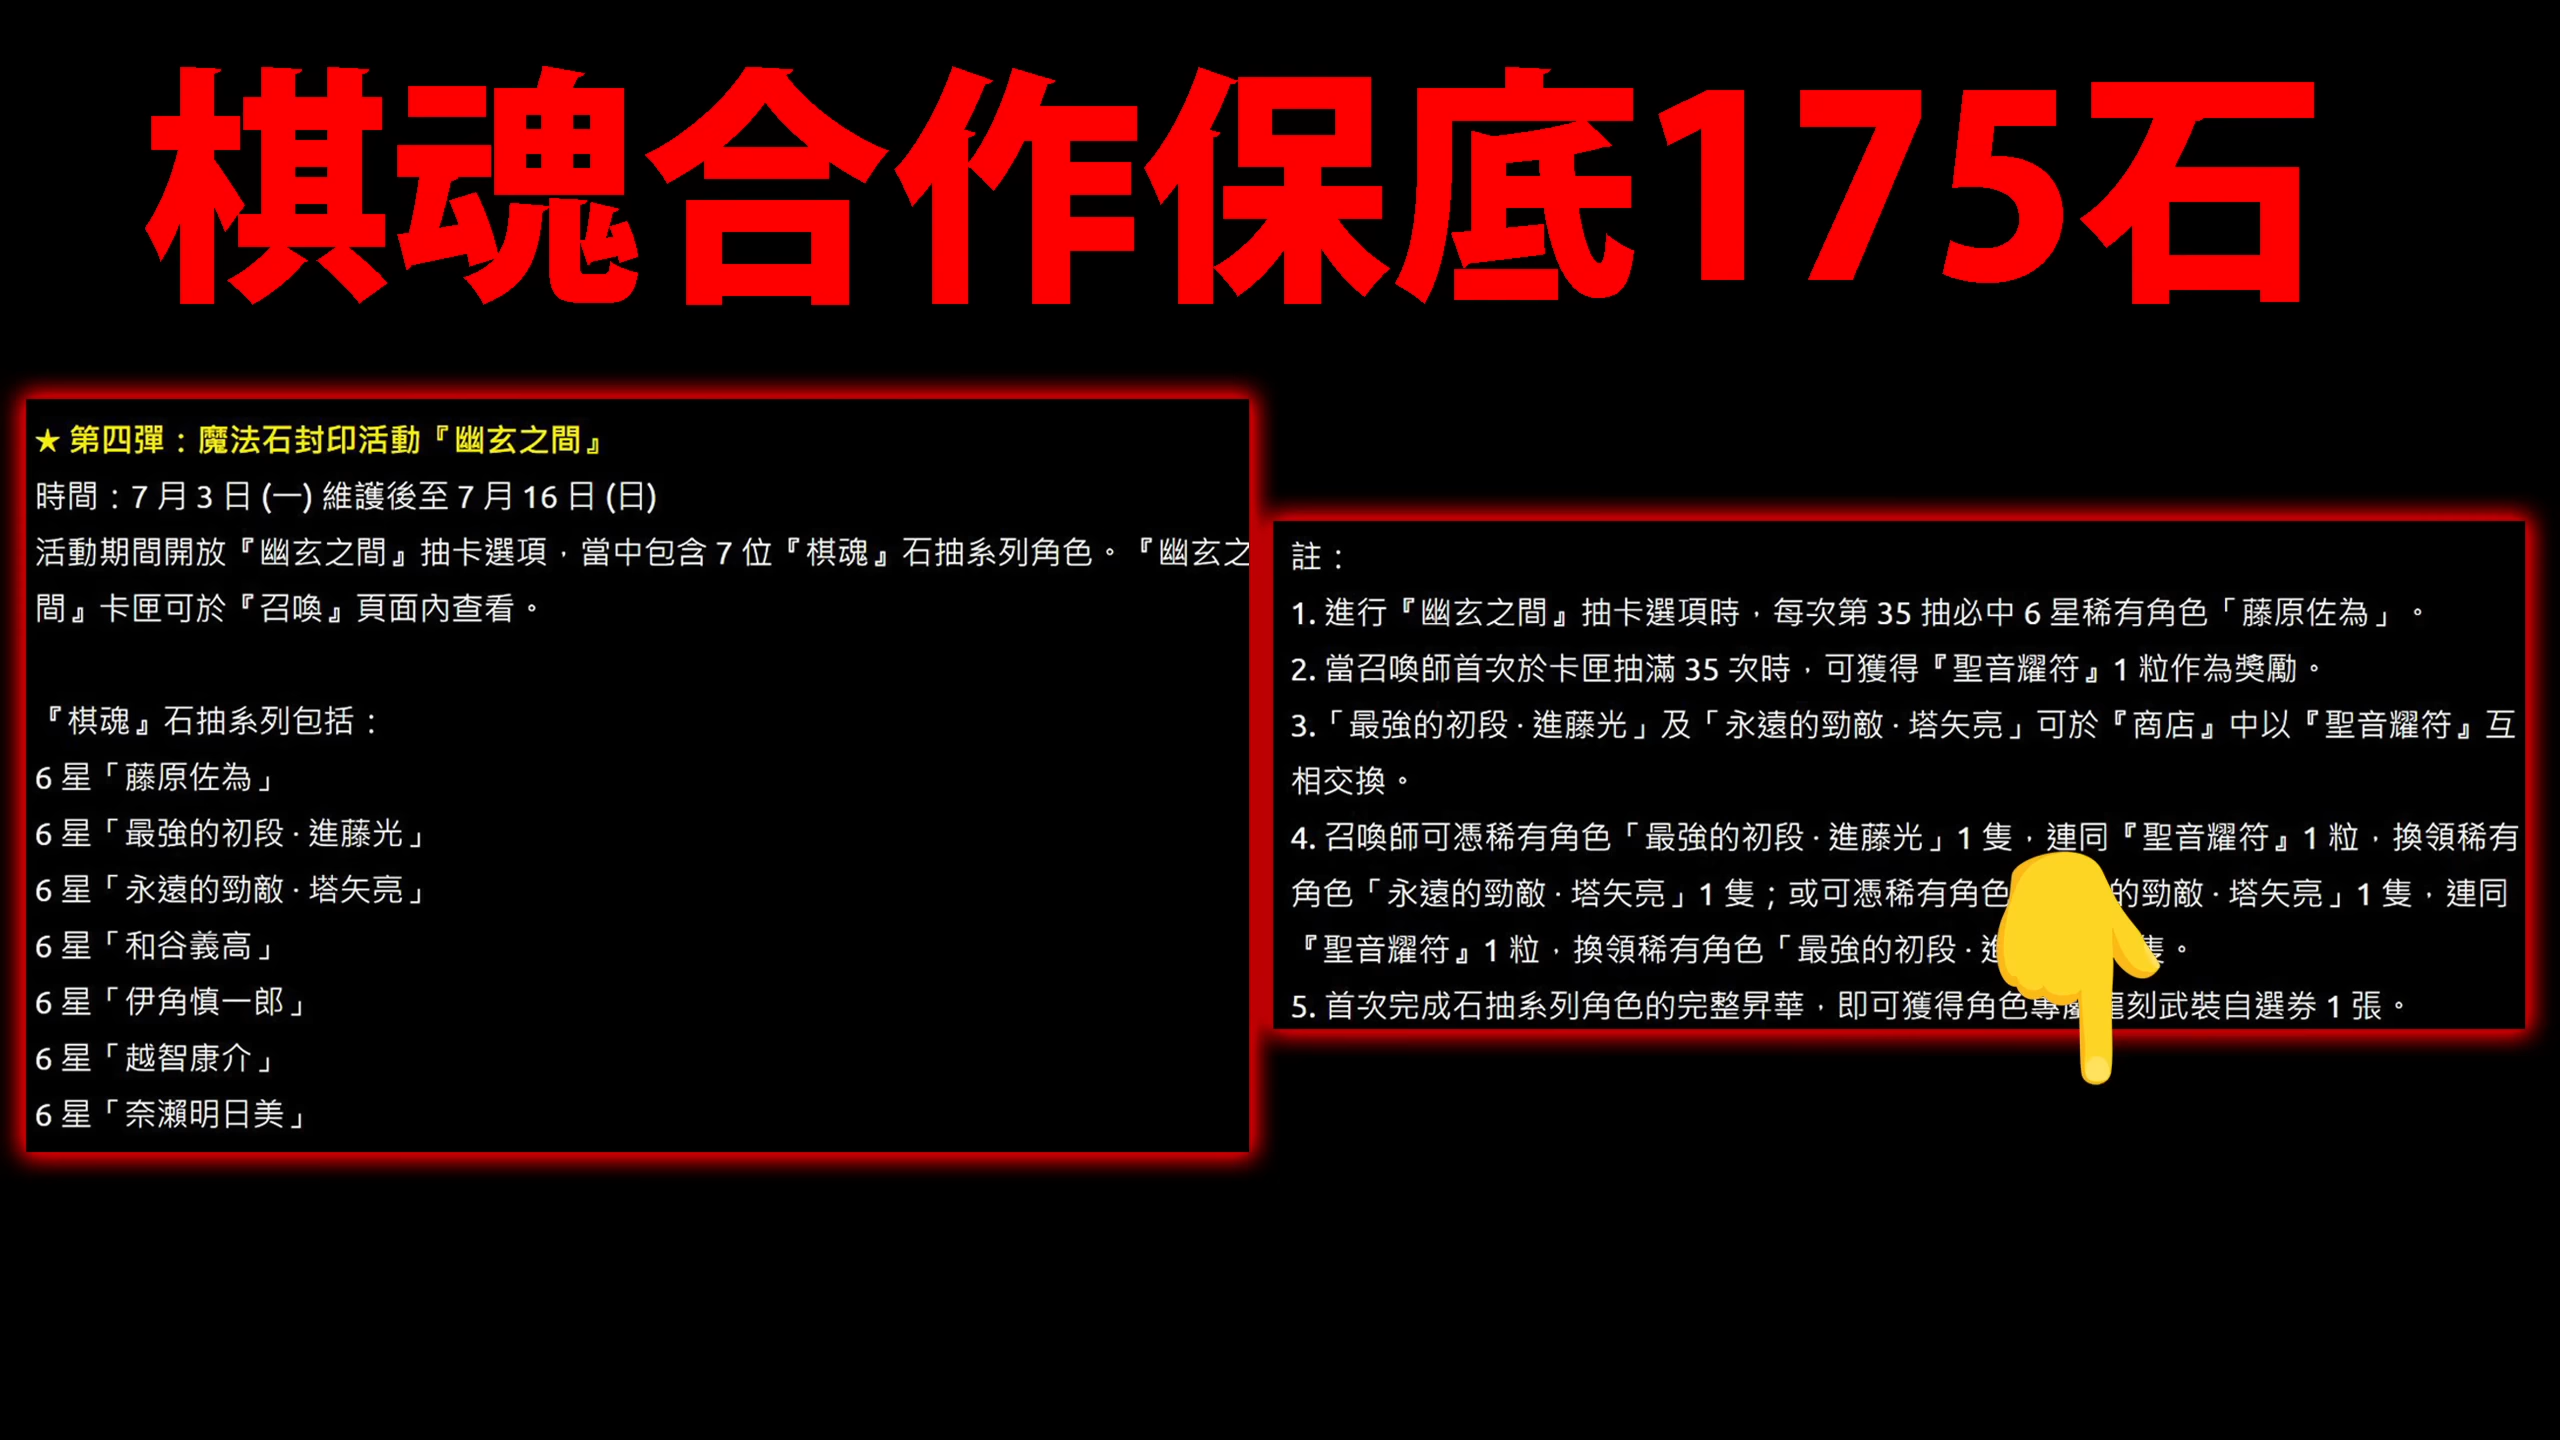 棋魂合作保底175石
★ 第四彈：魔法石封印活動『幽玄之間』
時間：7 月 3 日 (一) 維護後至 7 月 16 日 (日)
活動期間開放『幽玄之間』抽卡選項，當中包含 7 位『棋魂』石抽系列角色。『幽玄之
間』卡匣可於『召喚』頁面內查看。
『棋魂』石抽系列包括：
6 星「藤原佐為」
6 星「最強的初段 · 進藤光」
6 星「永遠的勁敵 · 塔矢亮」
6 星「和谷義高」
6 星「伊角慎一郎」
6 星「越智康介」
6 星「奈瀨明日美」
註：
1. 進行『幽玄之間』抽卡選項時，每次第 35 抽必中 6 星稀有角色「藤原佐為」。
2. 當召喚師首次於卡匣抽滿 35 次時，可獲得『聖音耀符』1 粒作為獎勵。
3.「最強的初段 · 進藤光」及「永遠的勁敵 · 塔矢亮」可於『商店』中以『聖音耀符』互
相交換。
4. 召喚師可憑稀有角色「最強的初段 · 進藤光」1 隻，連同『聖音耀符』1 粒，換領稀有
角色「永遠的勁敵 · 塔矢亮」1 隻；或可憑稀有角色的勁敵 · 塔矢亮」1 隻，連同
『聖音耀符』1 粒，換領稀有角色「最強的初段 · 進隻。
5. 首次完成石抽系列角色的完整昇華，即可獲得角色專屬龍刻武裝自選券 1 張。